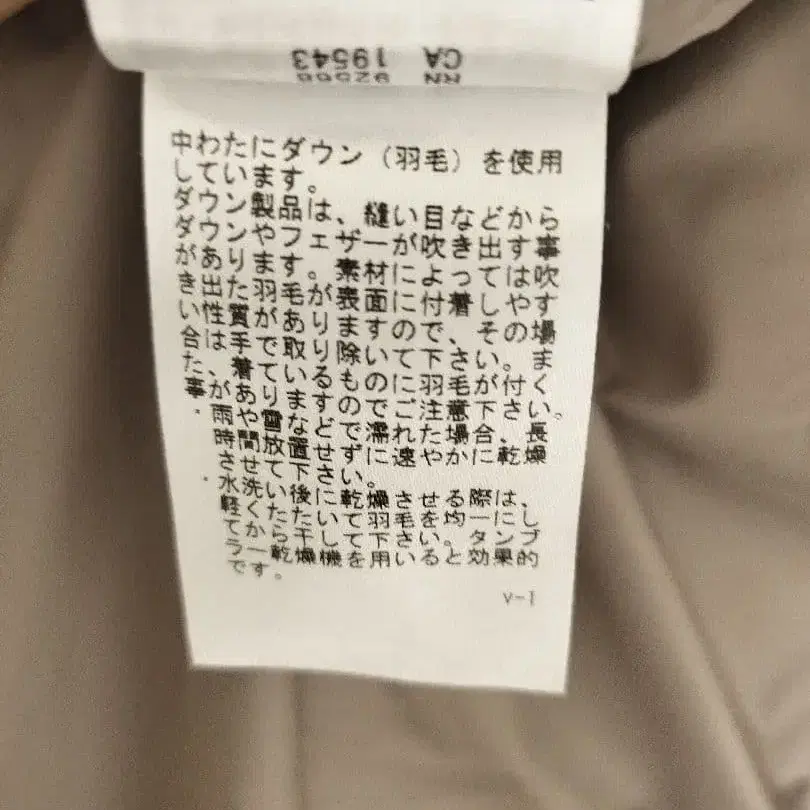 RN 92566
CA 19543
中わたにダウン（羽毛）を使用
しています。
ダウン製品は、縫い目などから
ダウンやフェザーが吹き出す事
があります。素材によっては吹
き出た羽毛が表面に付着しやす
い性質がありますので、その場
合は手で取り除いて下さい。ま
た、着ているものに羽毛が付く
事がありますのでご注意下さい。
・雨や雪などで濡れた場合、長
時間放置せずに速やかに乾燥
させて下さい。
・水洗い後に乾燥させる際は、
軽くたたいて羽毛を均一にし
てから干して下さい。タンブ
ラー乾燥機を用いると効果的
です。
V-1